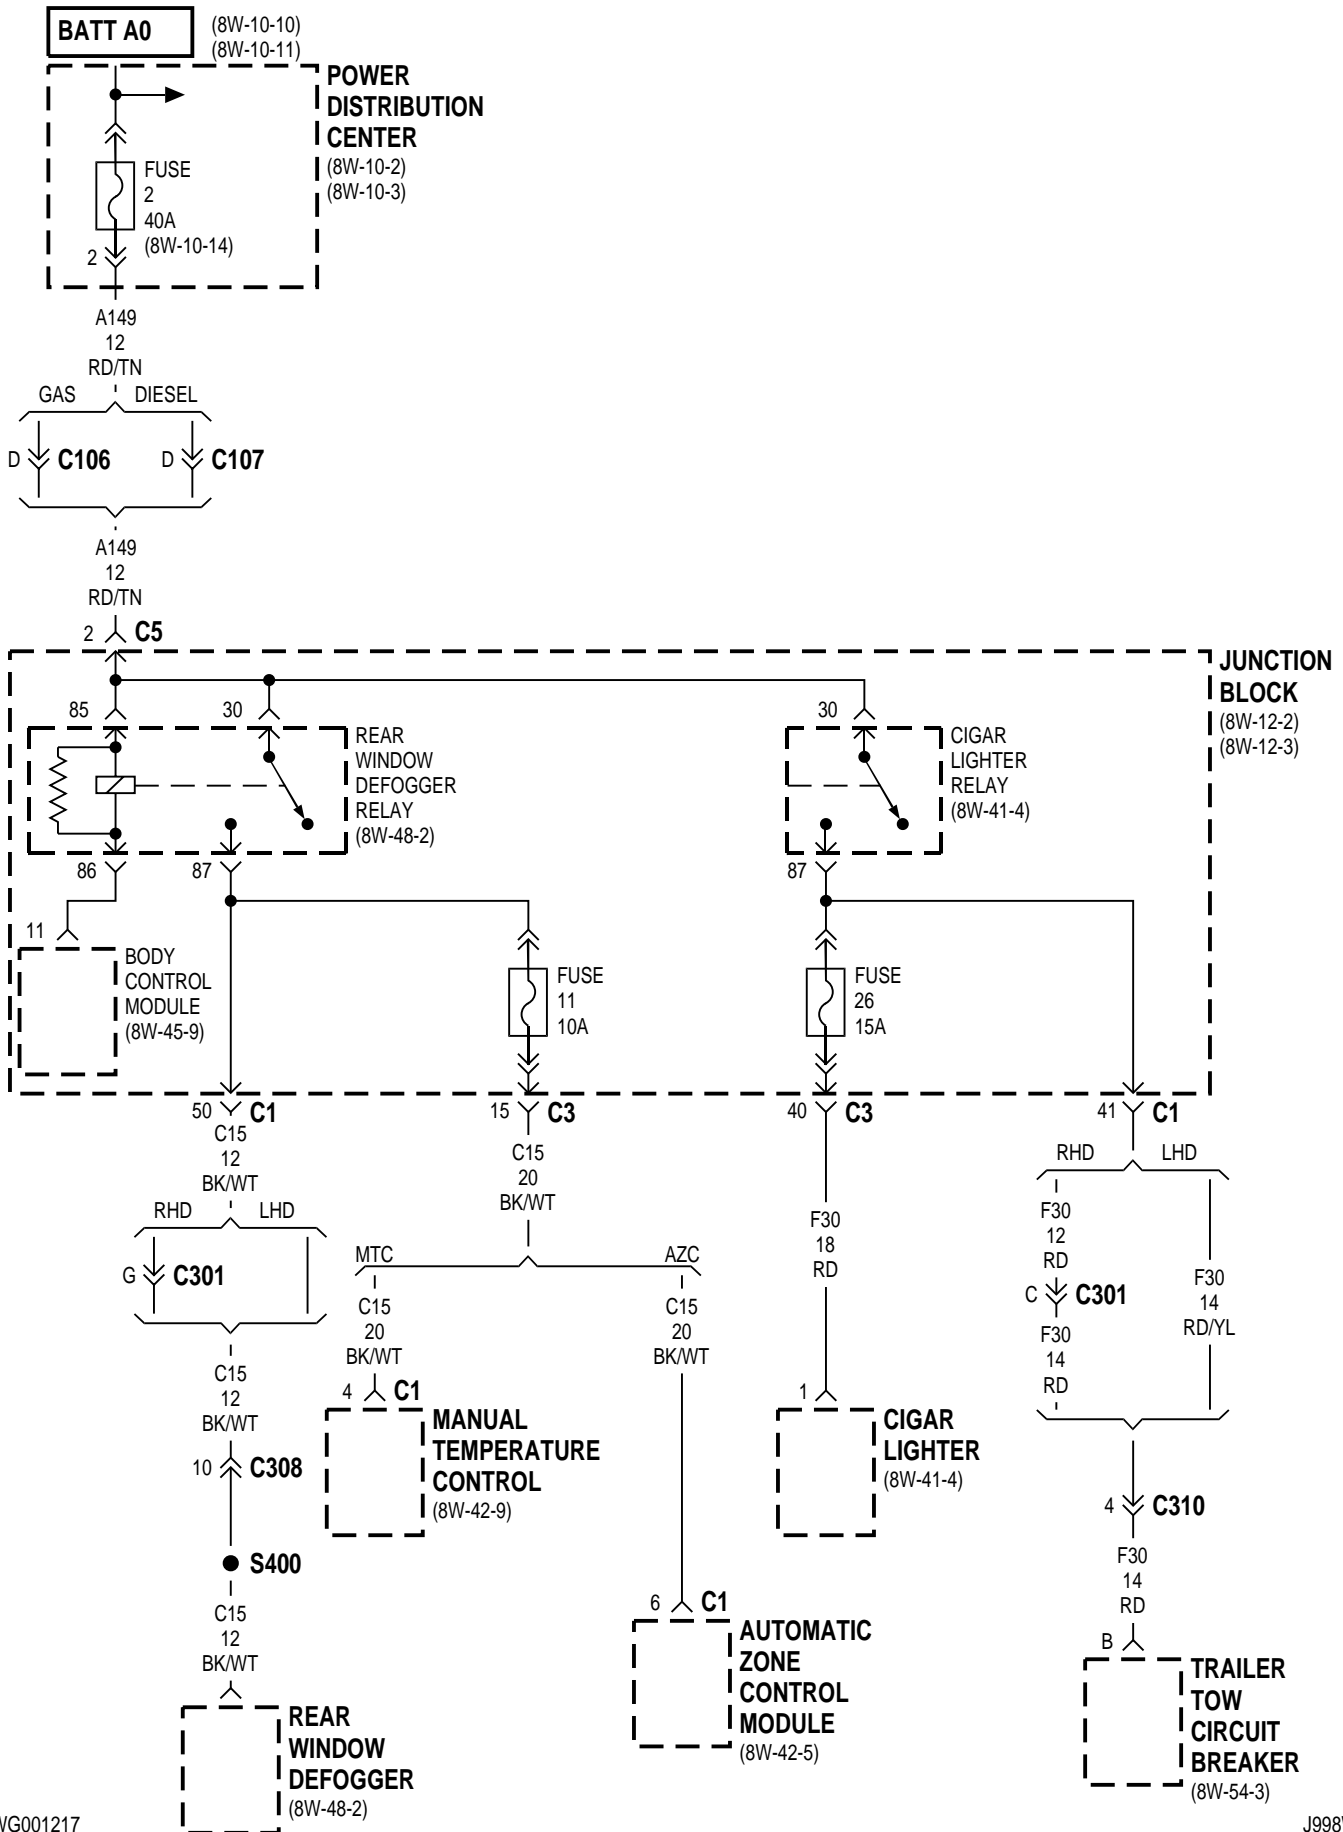 BATT A0
(8W-10-10)
(8W-10-11)
POWER
DISTRIBUTION
CENTER
(8W-10-2)
(8W-10-3)
FUSE
2
40A
(8W-10-14)
2
A149
12
RD/TN
GAS DIESEL
D C106
D C107
A149
12
RD/TN
2 C5
JUNCTION
BLOCK
(8W-12-2)
(8W-12-3)
85
30
REAR
WINDOW
DEFOGGER
RELAY
(8W-48-2)
30
CIGAR
LIGHTER
RELAY
(8W-41-4)
86
87
87
11
BODY
CONTROL
MODULE
(8W-45-9)
FUSE
11
10A
FUSE
26
15A
50 C1
15 C3
40 C3
41 C1
C15
12
BK/WT
RHD LHD
G C301
C15
12
BK/WT
10 C308
S400
C15
12
BK/WT
REAR
WINDOW
DEFOGGER
(8W-48-2)
C15
20
BK/WT
MTC AZC
C15
20
BK/WT
4 C1
MANUAL
TEMPERATURE
CONTROL
(8W-42-9)
C15
20
BK/WT
6 C1
AUTOMATIC
ZONE
CONTROL
MODULE
(8W-42-5)
F30
18
RD
1
CIGAR
LIGHTER
(8W-41-4)
RHD LHD
F30
12
RD
C C301
F30
14
RD
F30
14
RD/YL
4 C310
F30
14
RD
B
TRAILER
TOW
CIRCUIT
BREAKER
(8W-54-3)
WG001217